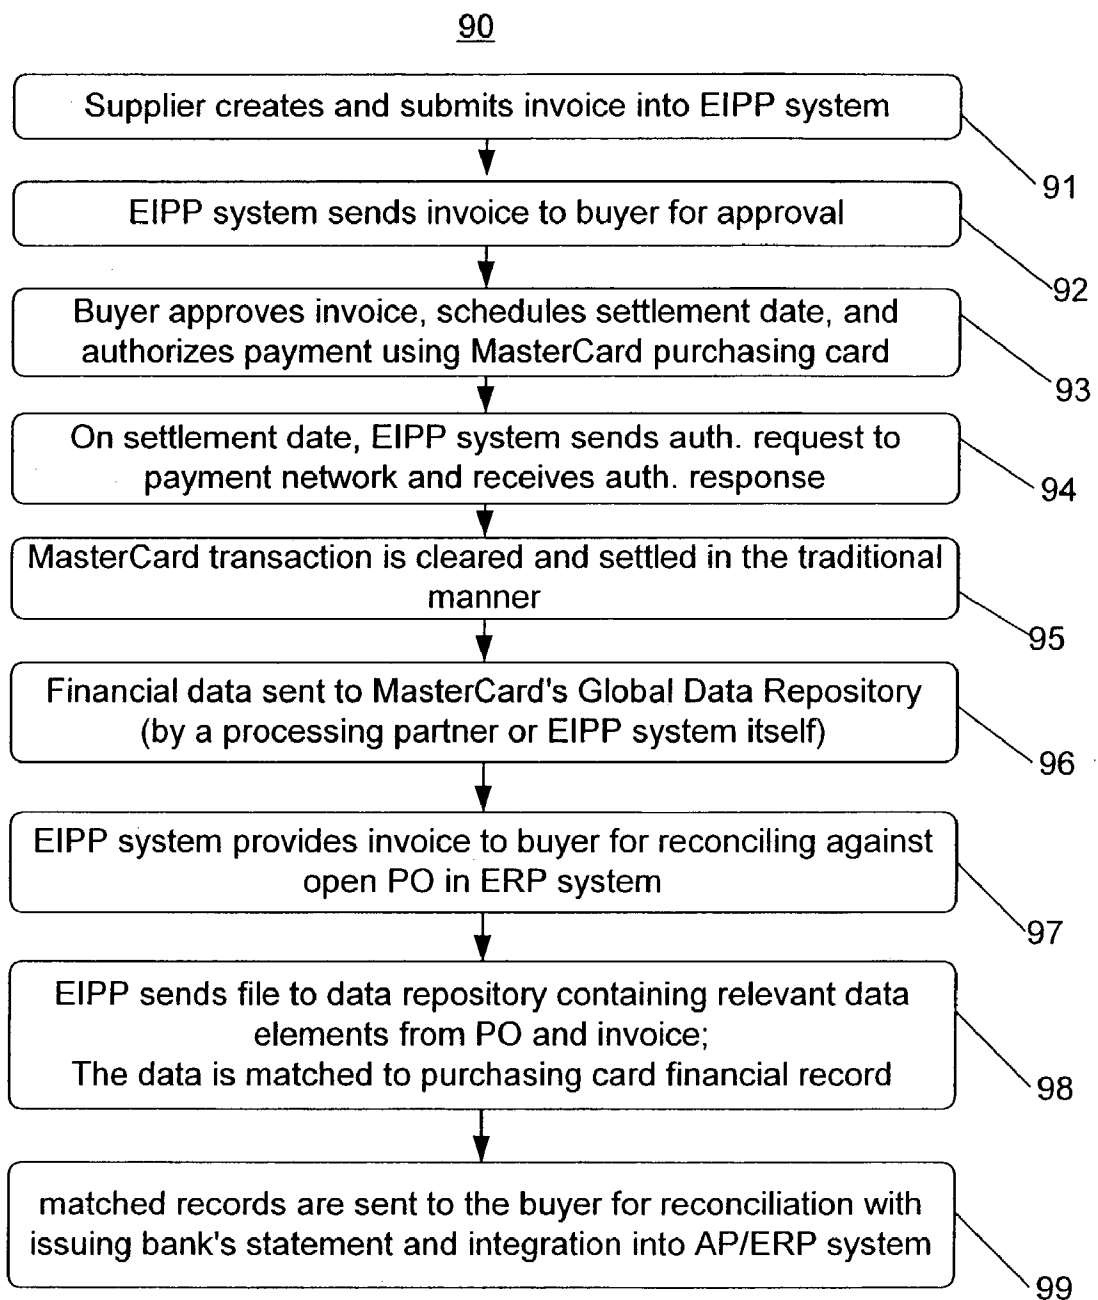 90
Supplier creates and submits invoice into EIPP system
91
EIPP system sends invoice to buyer for approval
92
Buyer approves invoice, schedules settlement date, and
authorizes payment using MasterCard purchasing card
93
On settlement date, EIPP system sends auth. request to
payment network and receives auth. response
94
MasterCard transaction is cleared and settled in the traditional
manner
95
Financial data sent to MasterCard's Global Data Repository
(by a processing partner or EIPP system itself)
96
EIPP system provides invoice to buyer for reconciling against
open PO in ERP system
97
EIPP sends file to data repository containing relevant data
elements from PO and invoice;
The data is matched to purchasing card financial record
98
matched records are sent to the buyer for reconciliation with
issuing bank's statement and integration into AP/ERP system
99